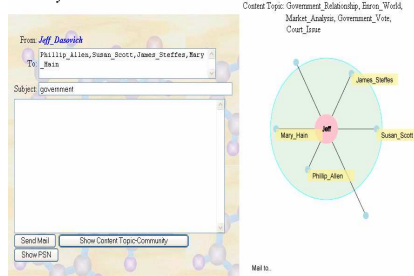 Content Topic: Government_Relationship, Enron_World,
Market_Analysis, Government_Vote,
Court_Issue
From: Jeff_Dasovich
To: Phillip_Allen,Susan_Scott,James_Steffes,Mary
_Hain
Subject: government
Send Mail
Show Content Topic-Community
Show PSN
James_Steffes
Jeff
Mary_Hain
Susan_Scott
Phillip_Allen
Mail to..